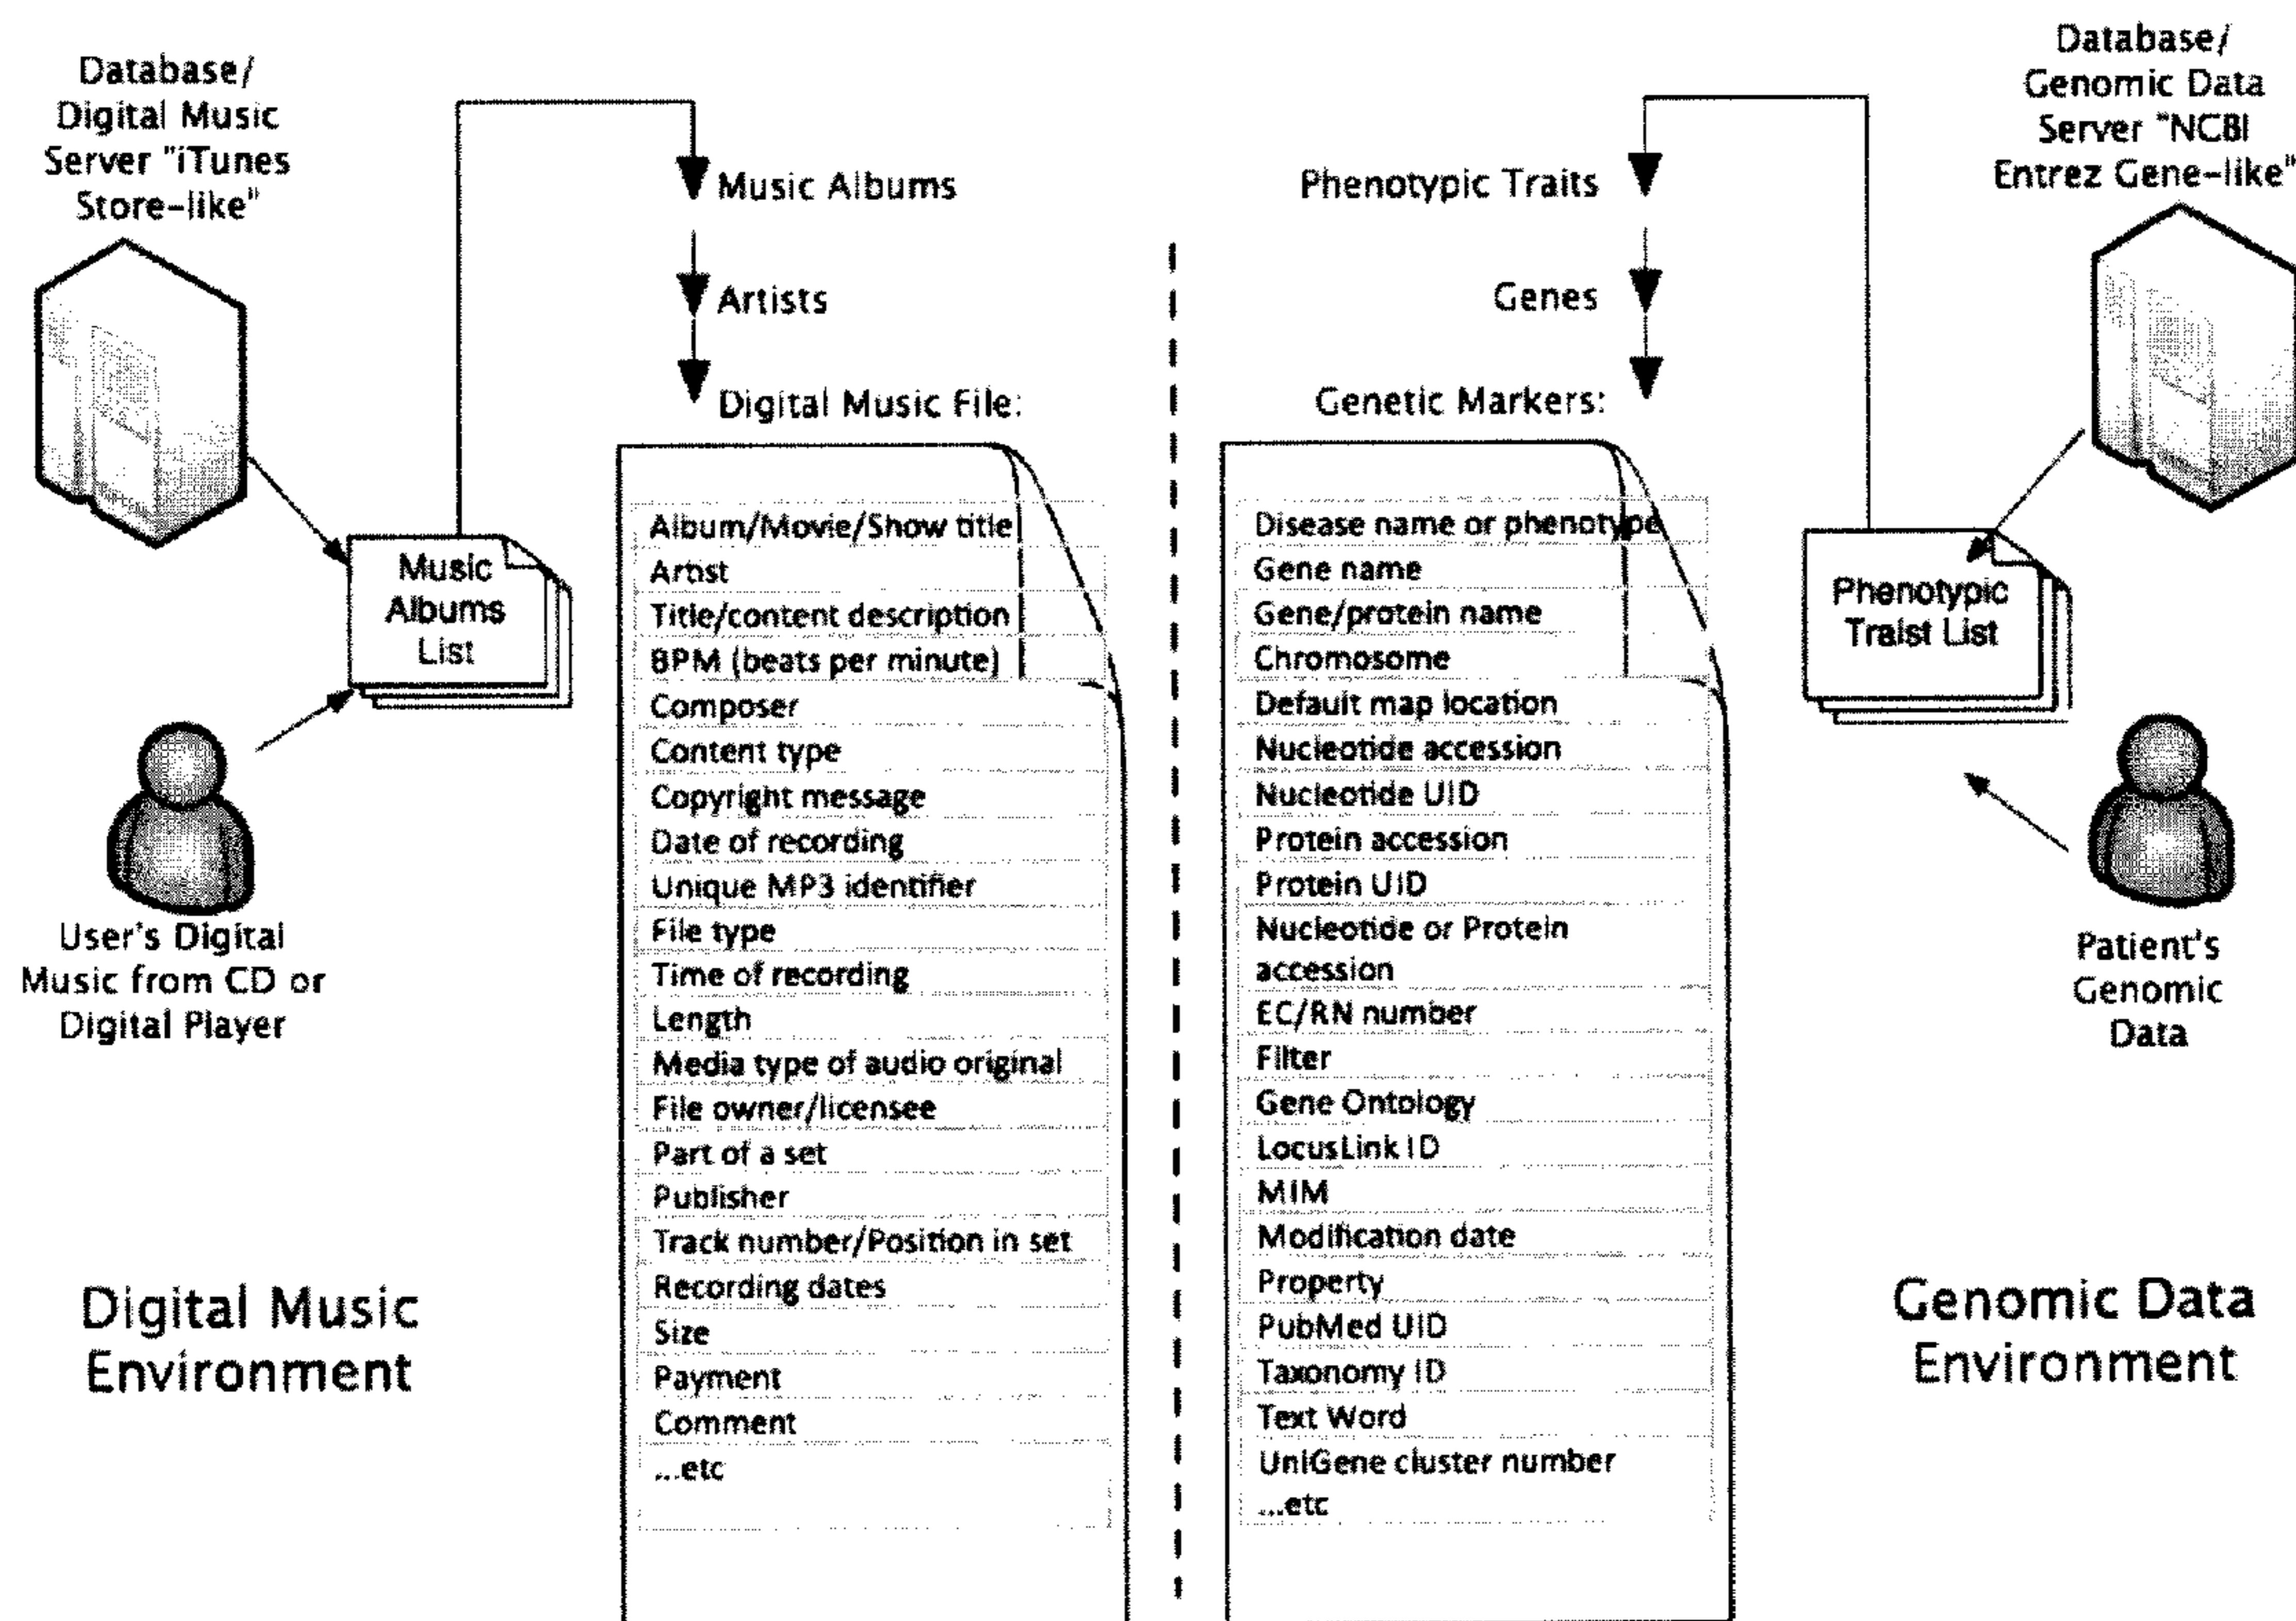 Database/
Digital Music
Server "iTunes
Store-like"
Music Albums
Artists
Digital Music File:
Music
Albums
List
User's Digital
Music from CD or
Digital Player
Digital Music
Environment
Album/Movie/Show title
Artist
Title/content description
BPM (beats per minute)
Composer
Content type
Copyright message
Date of recording
Unique MP3 identifier
File type
Time of recording
Length
Media type of audio original
File owner/licensee
Part of a set
Publisher
Track number/Position in set
Recording dates
Size
Payment
Comment
...etc
Phenotypic Traits
Genes
Genetic Markers:
Disease name or phenotype
Gene name
Gene/protein name
Chromosome
Default map location
Nucleotide accession
Nucleotide UID
Protein accession
Protein UID
Nucleotide or Protein
accession
EC/RN number
Filter
Gene Ontology
LocusLink ID
MIM
Modification date
Property
PubMed UID
Taxonomy ID
Text Word
UniGene cluster number
...etc
Database/
Genomic Data
Server "NCBI
Entrez Gene-like"
Phenotypic
Traist List
Patient's
Genomic
Data
Genomic Data
Environment